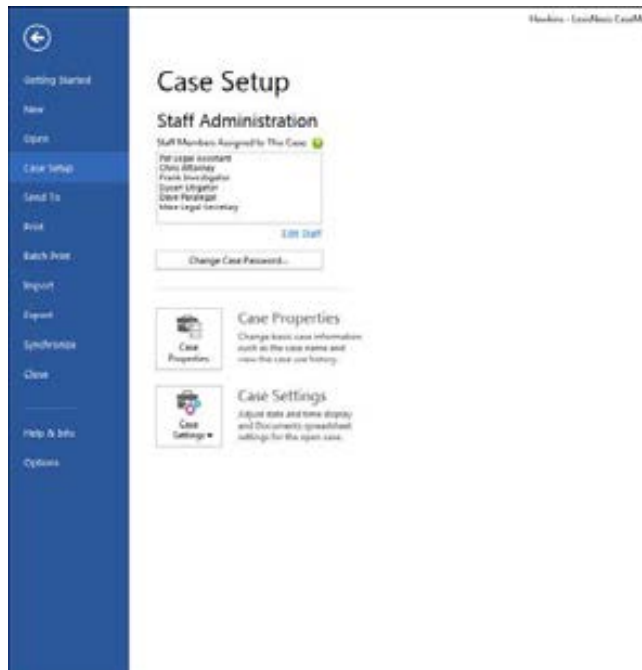 Hawkins - LexisNexis CaseM
Getting Started
New
Open
Case Setup
Send To
Print
Batch Print
Import
Export
Synchronize
Close
Help & Info
Options
Case Setup
Staff Administration
Staff Members Assigned to This Case
Pat Legal Assistant
Chris Attorney
Frank Investigator
Susan Litigator
Dave Paralegal
Legal Secretary
Edit Staff
Change Case Password...
Case Properties
Case Properties
Change basic case information
such as the case name and
view the case use history.
Case Settings
Case Settings
Adjust date and time display
and Documents spreadsheet
settings for the open case.